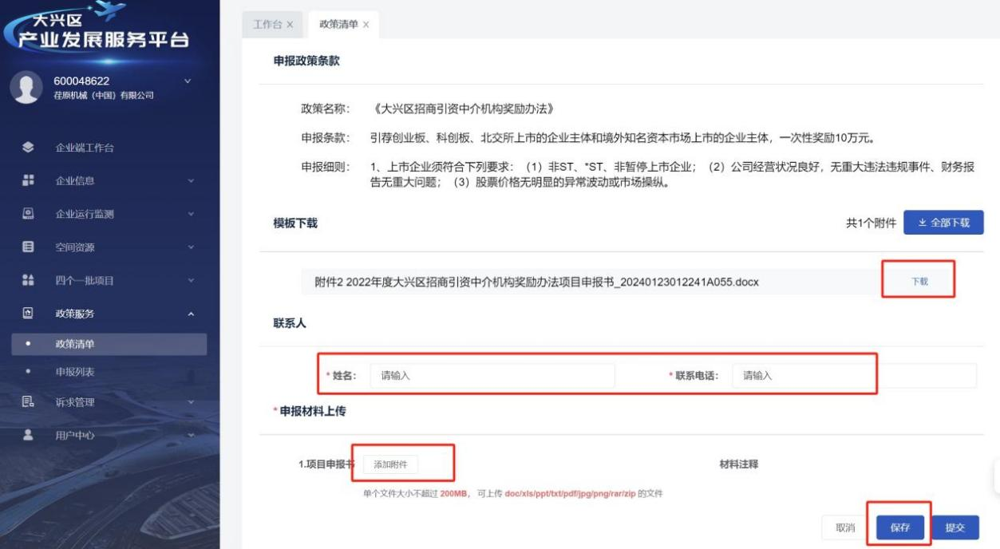 大兴区
产业发展服务平台
600048622
荏原机械（中国）有限公司
企业端工作台
企业信息
企业运行监测
空间资源
四个一批项目
政策服务
政策清单
申报列表
诉求管理
用户中心
工作台 × 政策清单 ×
申报政策条款
政策名称： 《大兴区招商引资中介机构奖励办法》
申报条款： 引荐创业板、科创板、北交所上市的企业主体和境外知名资本市场上市的企业主体，一次性奖励10万元。
申报细则： 1、上市企业须符合下列要求：（1）非ST、*ST、非暂停上市企业；（2）公司经营状况良好，无重大违法违规事件、财务报
告无重大问题；（3）股票价格无明显的异常波动或市场操纵。
模板下载 共1个附件 全部下载
附件2 2022年度大兴区招商引资中介机构奖励办法项目申报书_20240123012241A055.docx 下载
联系人
* 姓名： 请输入 * 联系电话： 请输入
* 申报材料上传
1.项目申报书 添加附件 材料注释
单个文件大小不超过 200MB， 可上传 doc/xls/ppt/txt/pdf/jpg/png/rar/zip 的文件
取消 保存 提交